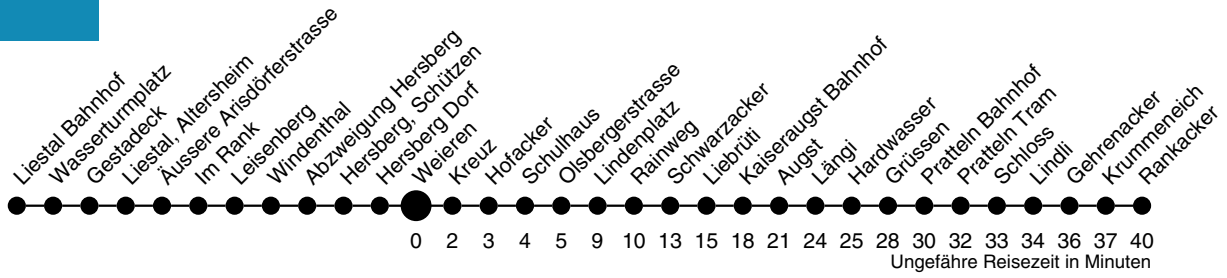 Liestal Bahnhof
Wasserturmplatz
Gestadeck
Liestal, Altersheim
Äussere Arisdörferstrasse
Im Rank
Leisenberg
Windenthal
Abzweigung Hersberg
Hersberg, Schützen
Hersberg Dorf
Weieren
Kreuz
Hofacker
Schulhaus
Olsbergerstrasse
Lindenplatz
Rainweg
Schwarzacker
Liebrüti
Kaiseraugst Bahnhof
Augst
Längi
Hardwasser
Grüssen
Pratteln Bahnhof
Pratteln Tram
Schloss
Lindli
Gehrenacker
Krummeneich
Rankacker
0 2 3 4 5 9 10 13 15 18 21 24 25 28 30 32 33 34 36 37 40
Ungefähre Reisezeit in Minuten